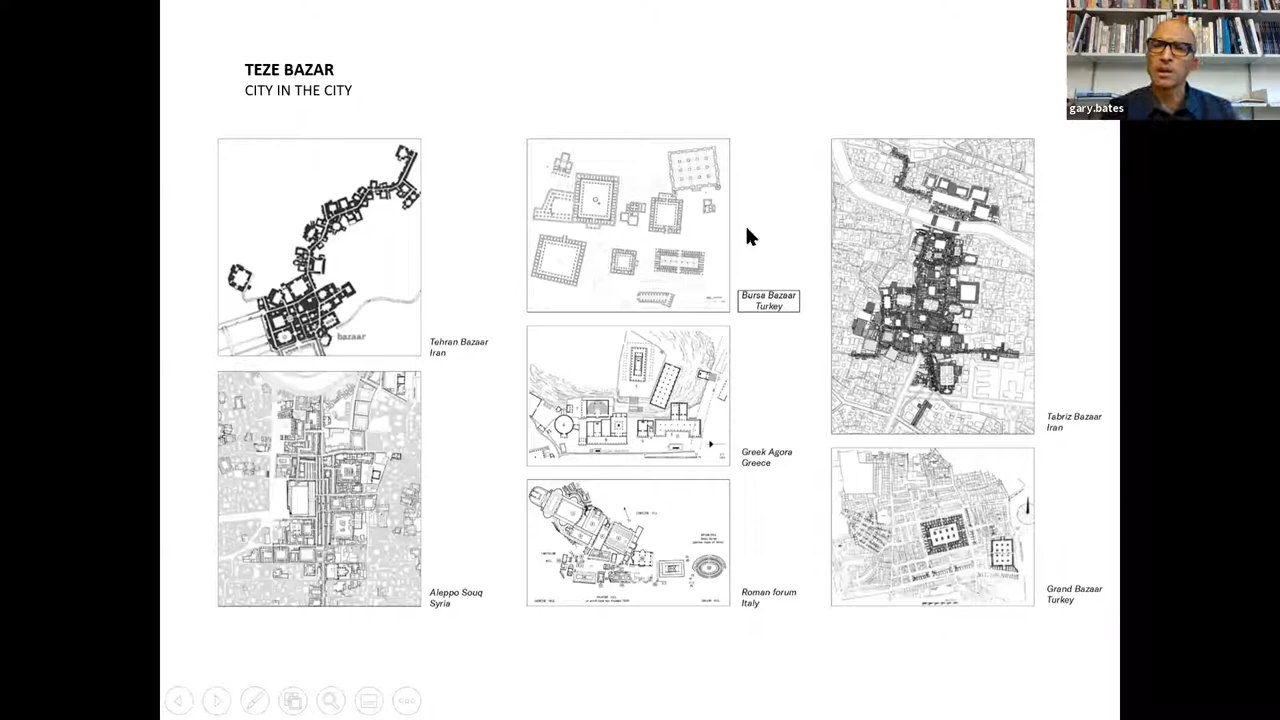 TEZE BAZAR
CITY IN THE CITY
gary.bates
bazaar
Tehran Bazaar
Iran
Aleppo Souq
Syria
Bursa Bazaar
Turkey
Greek Agora
Greece
Roman forum
Italy
Tabriz Bazaar
Iran
Grand Bazaar
Turkey